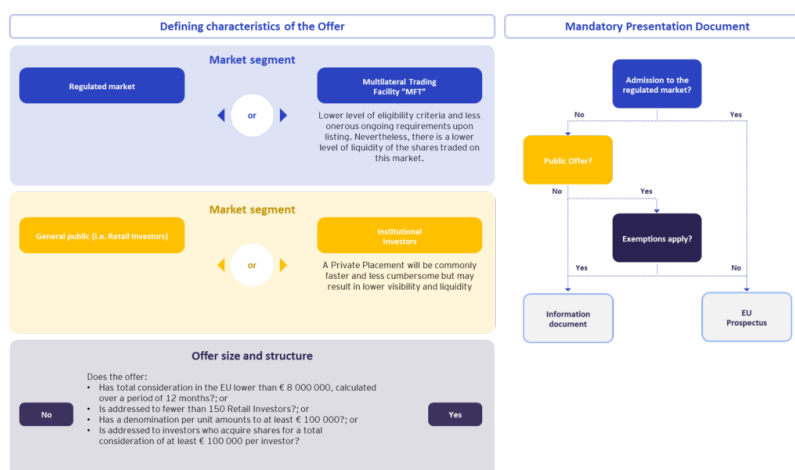 Defining characteristics of the Offer
Market segment
Regulated market
or
Multilateral Trading
Facility "MFT"
Lower level of eligibility criteria and less
onerous ongoing requirements upon
listing. Nevertheless, there is a lower
level of liquidity of the shares traded on
this market.
Market segment
General public (i.e. Retail Investors)
or
Institutional
Investors
A Private Placement will be commonly
faster and less cumbersome but may
result in lower visibility and liquidity
Offer size and structure
Does the offer:
• Has total consideration in the EU lower than € 8 000 000, calculated
over a period of 12 months?; or
• Is addressed to fewer than 150 Retail Investors?; or
• Has a denomination per unit amounts to at least € 100 000?; or
• Is addressed to investors who acquire shares for a total
consideration of at least € 100 000 per investor?
No
Yes
Mandatory Presentation Document
Admission to the
regulated market?
No
Yes
Public Offer?
No
Yes
Exemptions apply?
Yes
No
Information
document
EU
Prospectus